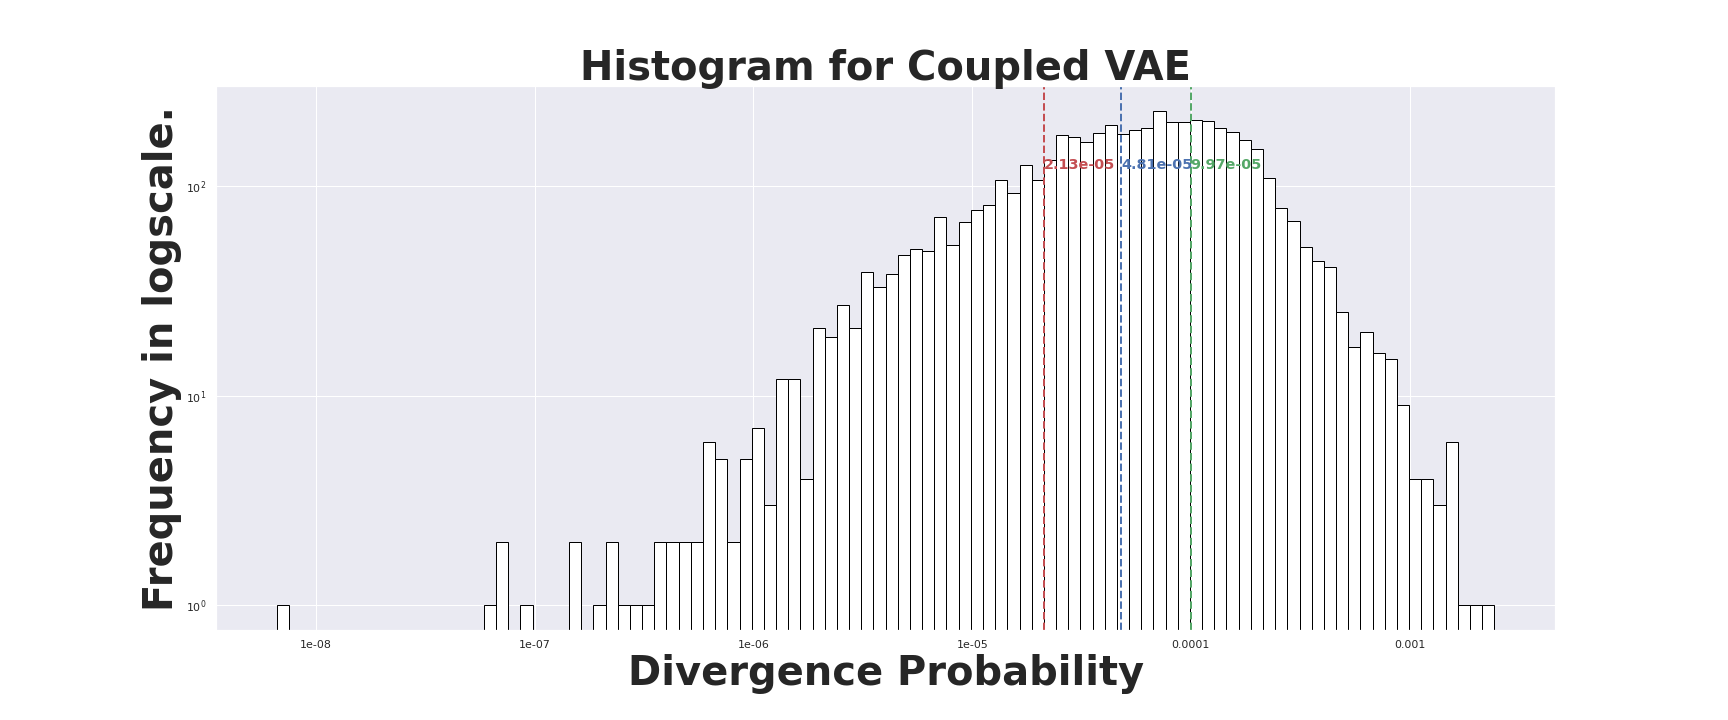 Histogram for Coupled VAE
Frequency in logscale.
10²
10¹
10⁰
2.13e-05
4.81e-05
9.97e-05
1e-08
1e-07
1e-06
1e-05
0.0001
0.001
Divergence Probability